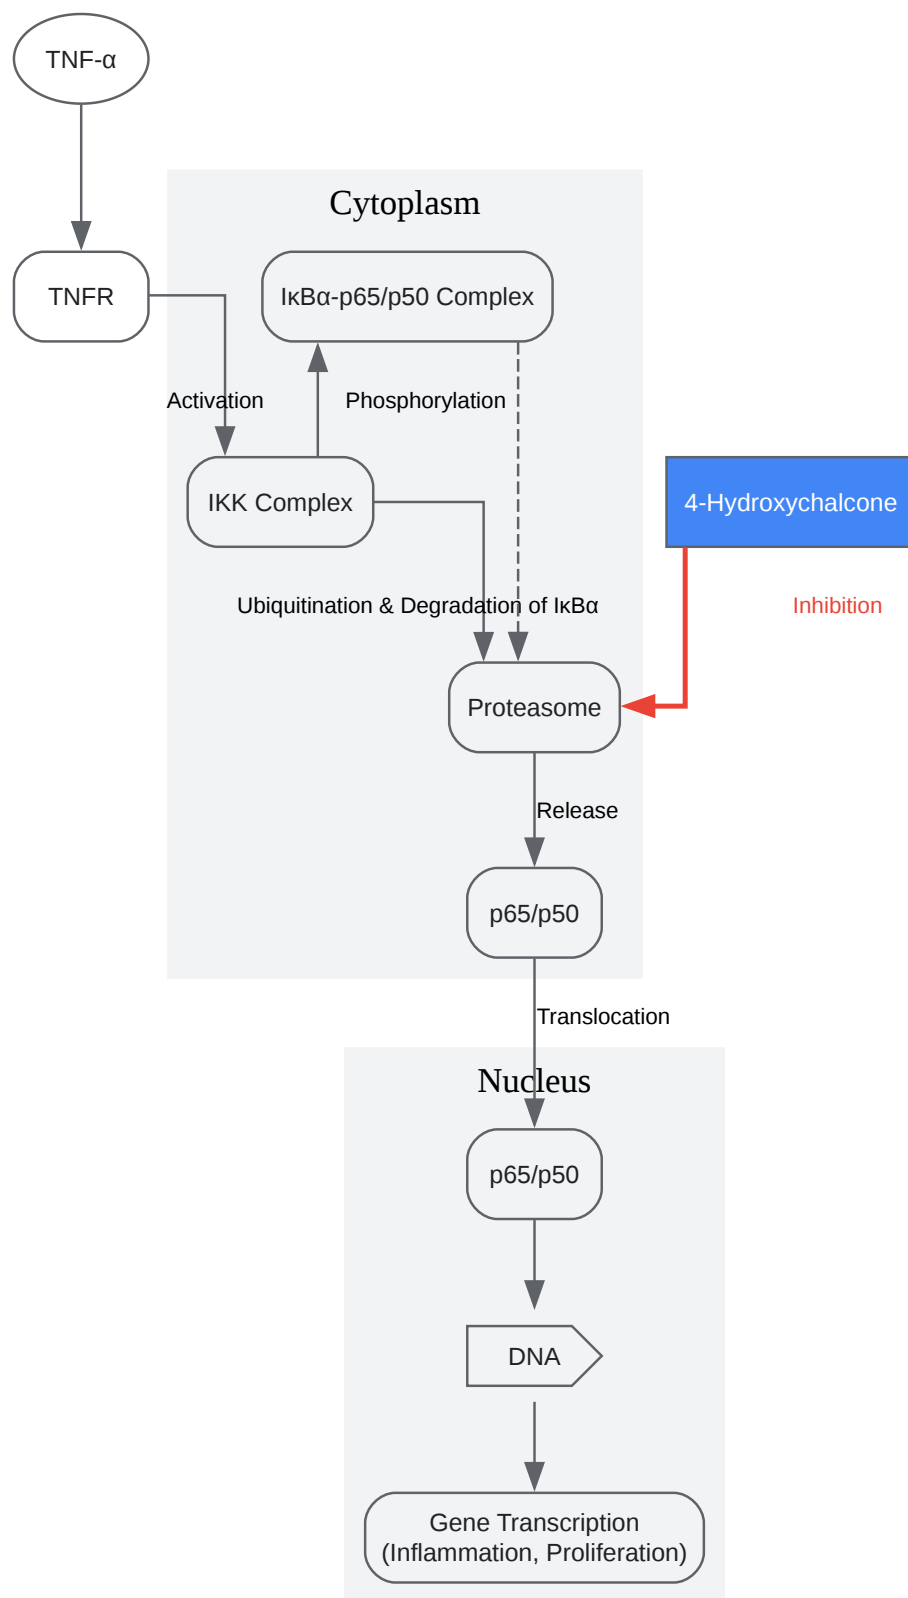 TNF-α
Cytoplasm
TNFR
IκBα-p65/p50 Complex
Activation
Phosphorylation
IKK Complex
4-Hydroxychalcone
Ubiquitination & Degradation of IκBα
Inhibition
Proteasome
Release
p65/p50
Translocation
Nucleus
p65/p50
DNA
Gene Transcription
(Inflammation, Proliferation)